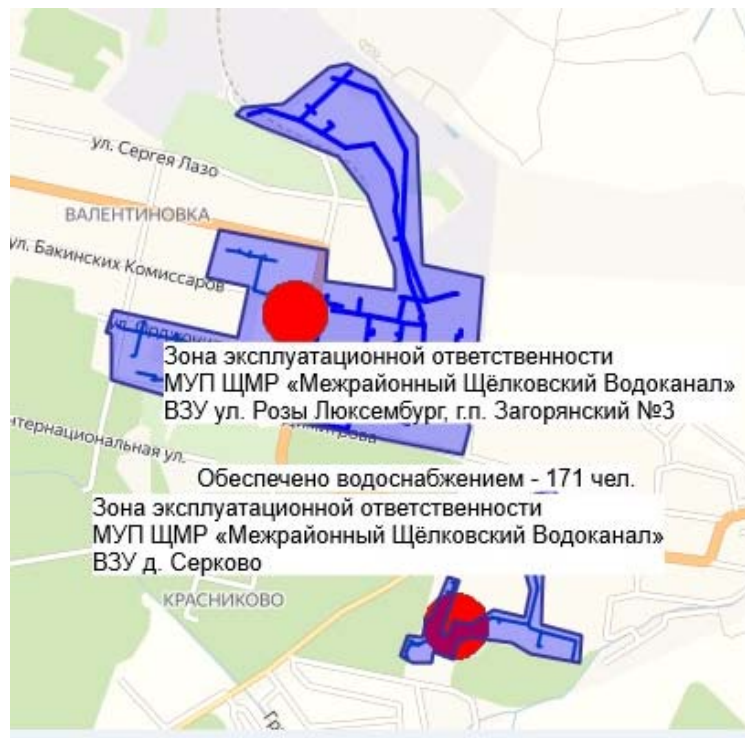 ул. Сергея Лазо
ВАЛЕНТИНОВКА
ул. Бакинских Комиссаров
Зона эксплуатационной ответственности
МУП ЩМР «Межрайонный Щёлковский Водоканал»
ВЗУ ул. Розы Люксембург, г.п. Загорянский №3
ул.
Обеспечено водоснабжением - 171 чел.
Зона эксплуатационной ответственности
МУП ЩМР «Межрайонный Щёлковский Водоканал»
ВЗУ д. Серково
КРАСНИКОВО